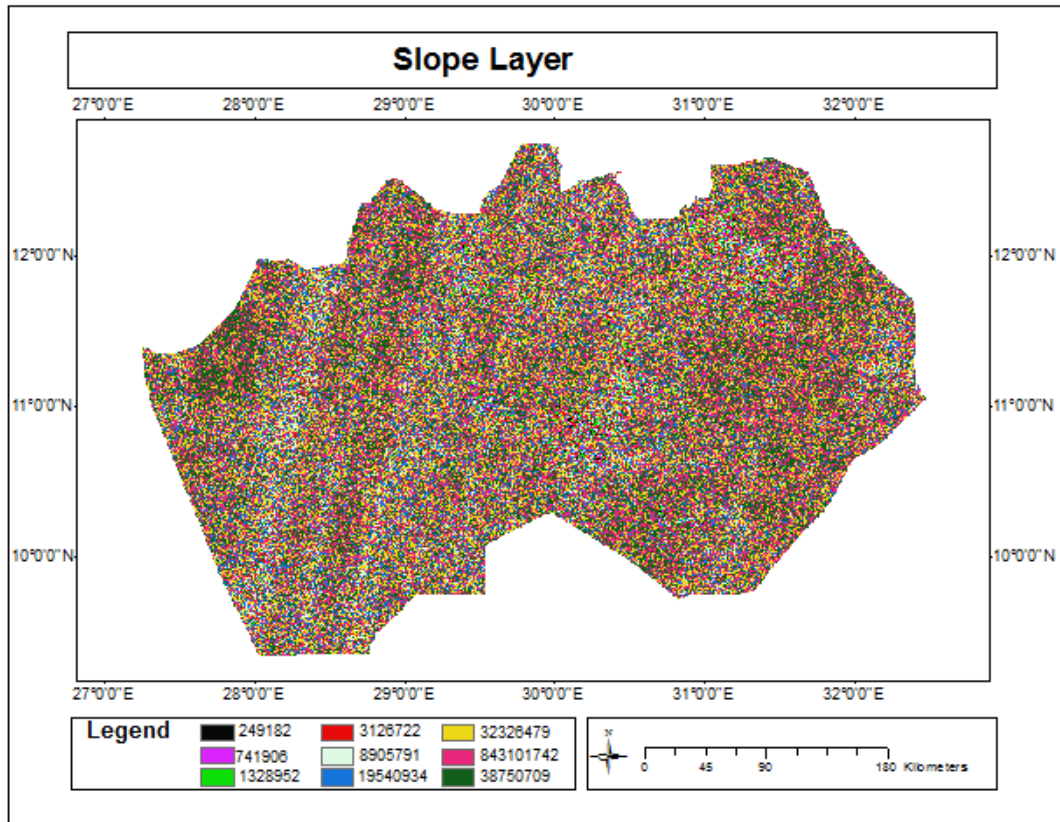 Slope Layer
27°0'0"E 28°0'0"E 29°0'0"E 30°0'0"E 31°0'0"E 32°0'0"E
12°0'0"N 12°0'0"N
11°0'0"N 11°0'0"N
10°0'0"N 10°0'0"N
27°0'0"E 28°0'0"E 29°0'0"E 30°0'0"E 31°0'0"E 32°0'0"E
Legend
249182 3126722 32326479
741906 8905791 843101742
1328952 19540934 38750709
N
0 45 90 180 Kilometers